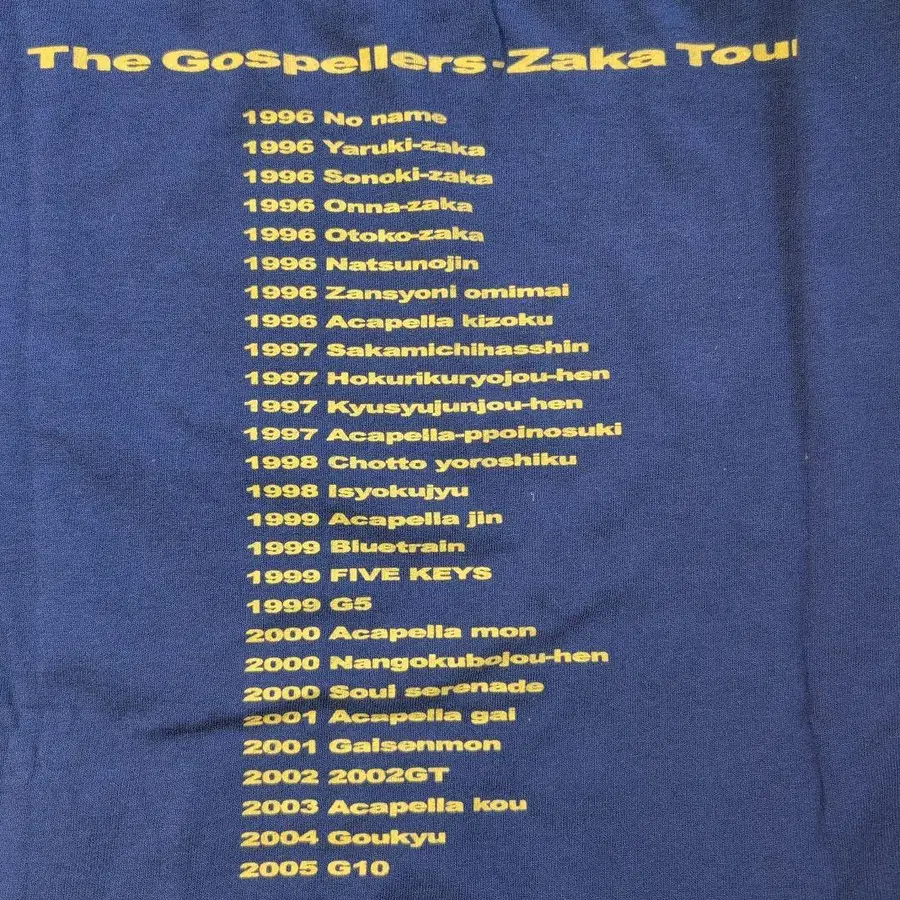 The Gospellers-Zaka Tour
1996 No name
1996 Yaruki-zaka
1996 Sonoki-zaka
1996 Onna-zaka
1996 Otoko-zaka
1996 Natsunojin
1996 Zansyoni omimai
1996 Acapella kizoku
1997 Sakamichihasshin
1997 Hokurikuryojou-hen
1997 Kyusyujunjou-hen
1997 Acapella-ppoinosuki
1998 Chotto yoroshiku
1998 Isyokujyu
1999 Acapella jin
1999 Bluetrain
1999 FIVE KEYS
1999 G5
2000 Acapella mon
2000 Nangokubojou-hen
2000 Soul serenade
2001 Acapella gai
2001 Gaisenmon
2002 2002GT
2003 Acapella kou
2004 Goukyu
2005 G10